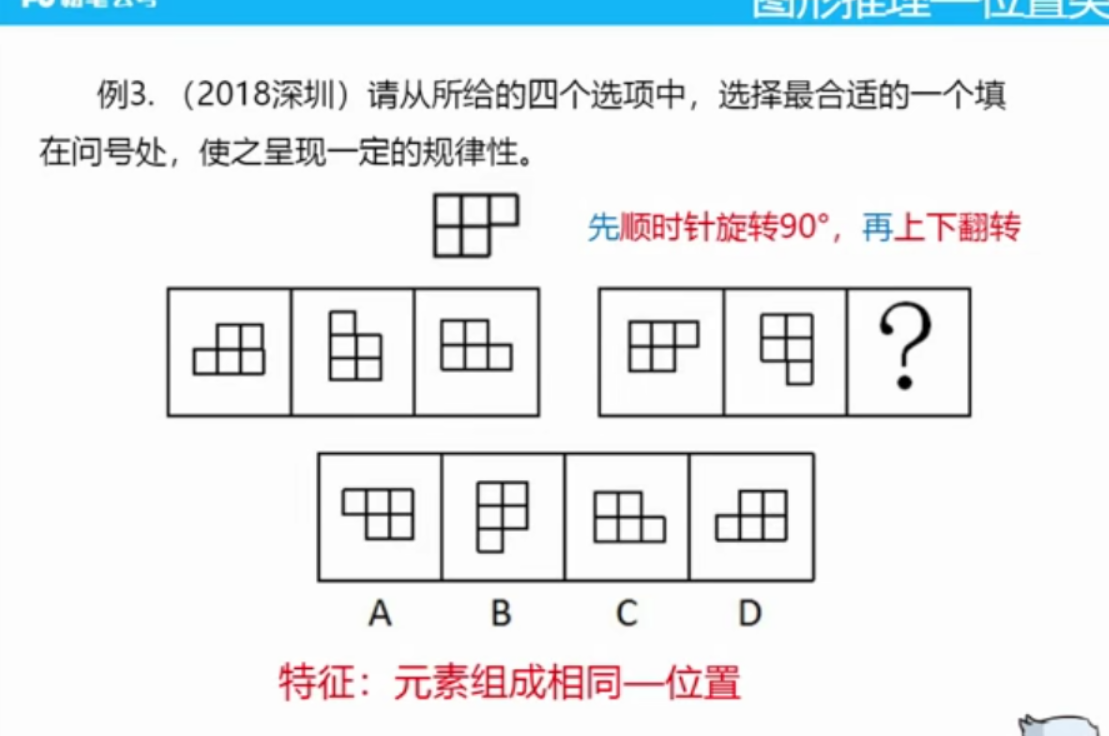 图形推理—位置类
例3. （2018深圳）请从所给的四个选项中，选择最合适的一个填
在问号处，使之呈现一定的规律性。
先顺时针旋转90°，再上下翻转
?
A B C D
特征：元素组成相同—位置